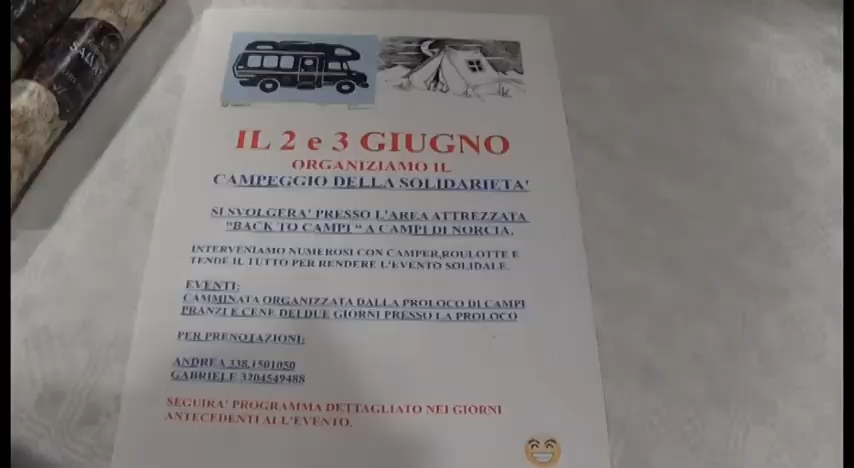 IL 2 e 3 GIUGNO
ORGANIZIAMO IL
CAMPEGGIO DELLA SOLIDARIETA'
SI SVOLGERA' PRESSO L'AREA ATTREZZATA
"BACK TO CAMPI" A CAMPI DI NORCIA.
INTERVENIAMO NUMEROSI CON CAMPER,ROULOTTE E
TENDE IL TUTTO PER RENDERE L'EVENTO SOLIDALE.
EVENTI:
CAMMINATA ORGANIZZATA DALLA PROLOCO DI CAMPI
PRANZI E CENE DEI DUE GIORNI PRESSO LA PROLOCO
PER PRENOTAZIONI:
ANDREA 338.1501050
GABRIELE 3204549488
SEGUIRA' PROGRAMMA DETTAGLIATO NEI GIORNI
ANTECEDENTI ALL'EVENTO.